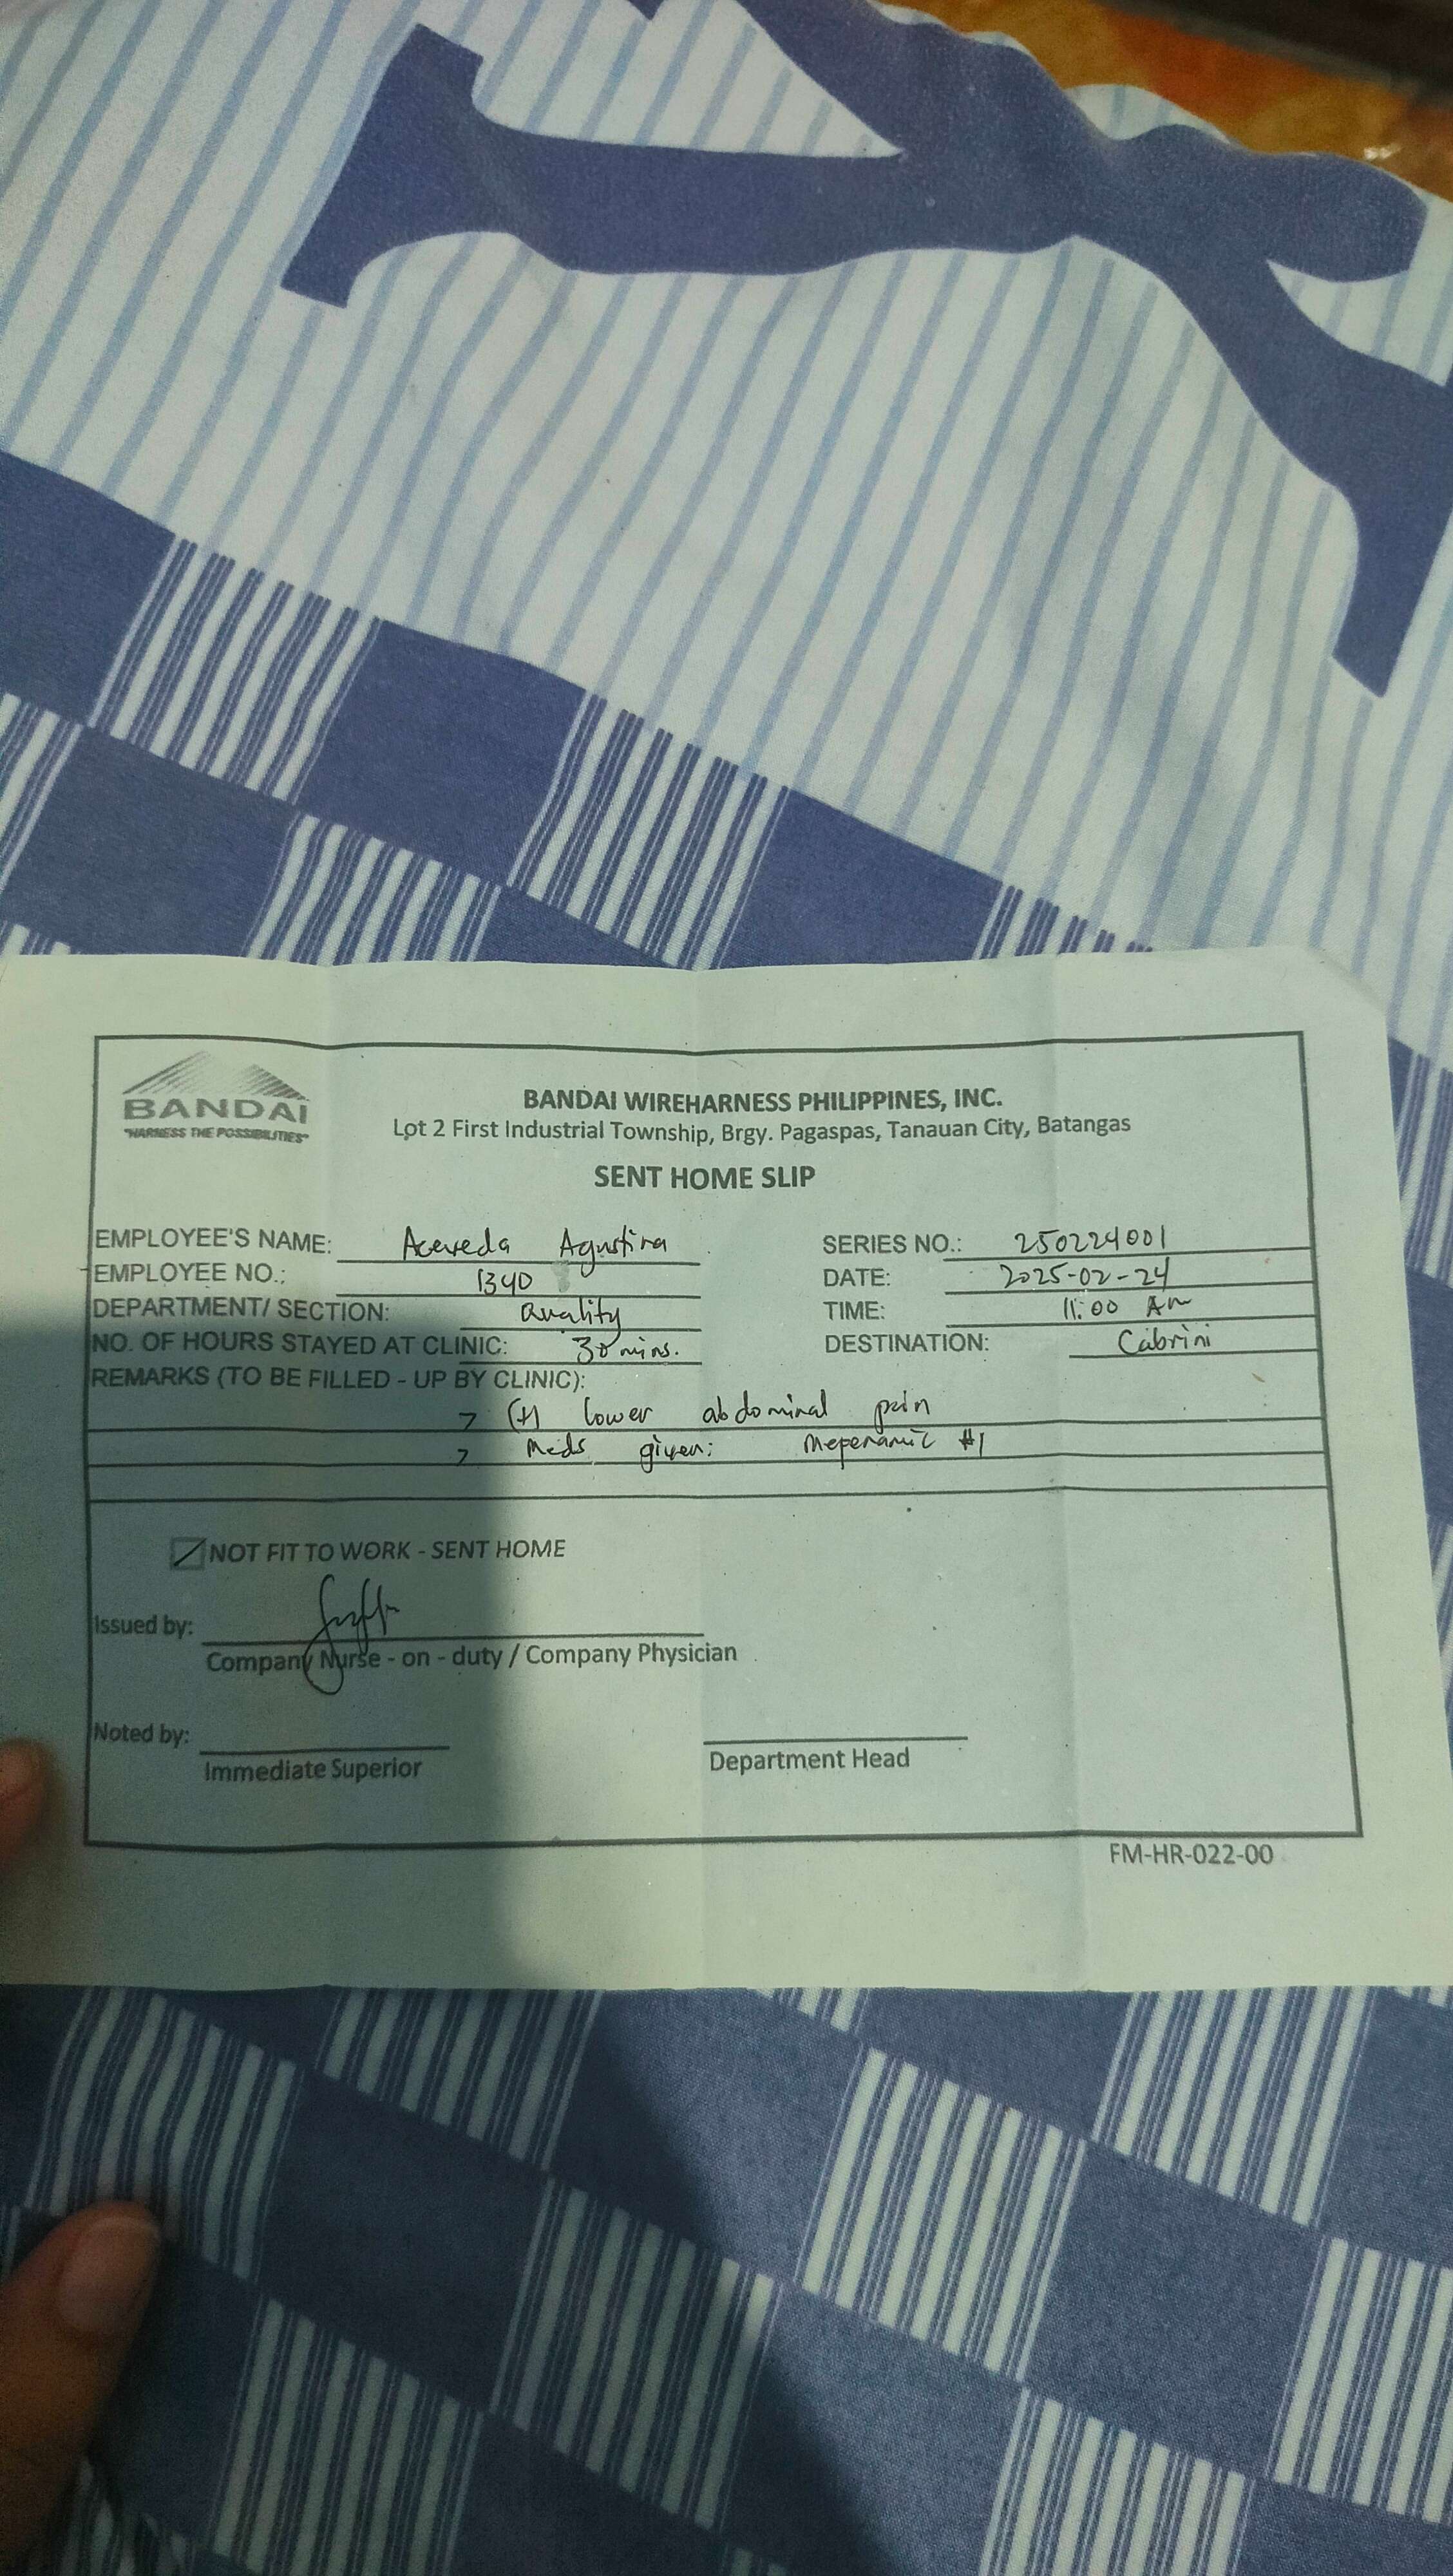 BANDAI
"HARNESS THE POSSIBILITIES"
BANDAI WIREHARNESS PHILIPPINES, INC.
Lot 2 First Industrial Township, Brgy. Pagaspas, Tanauan City, Batangas
SENT HOME SLIP
EMPLOYEE'S NAME: Aceveda Agustina SERIES NO.: 250224001
EMPLOYEE NO.: 1340 DATE: 2025-02-24
DEPARTMENT/ SECTION: Quality TIME: 11:00 Am
NO. OF HOURS STAYED AT CLINIC: 30 mins. DESTINATION: Cabrini
REMARKS (TO BE FILLED - UP BY CLINIC):
> (+) lower abdominal pain
> Meds given: Mepenamic #1
NOT FIT TO WORK - SENT HOME
Issued by:
Company Nurse - on - duty / Company Physician
Noted by:
Immediate Superior Department Head
FM-HR-022-00